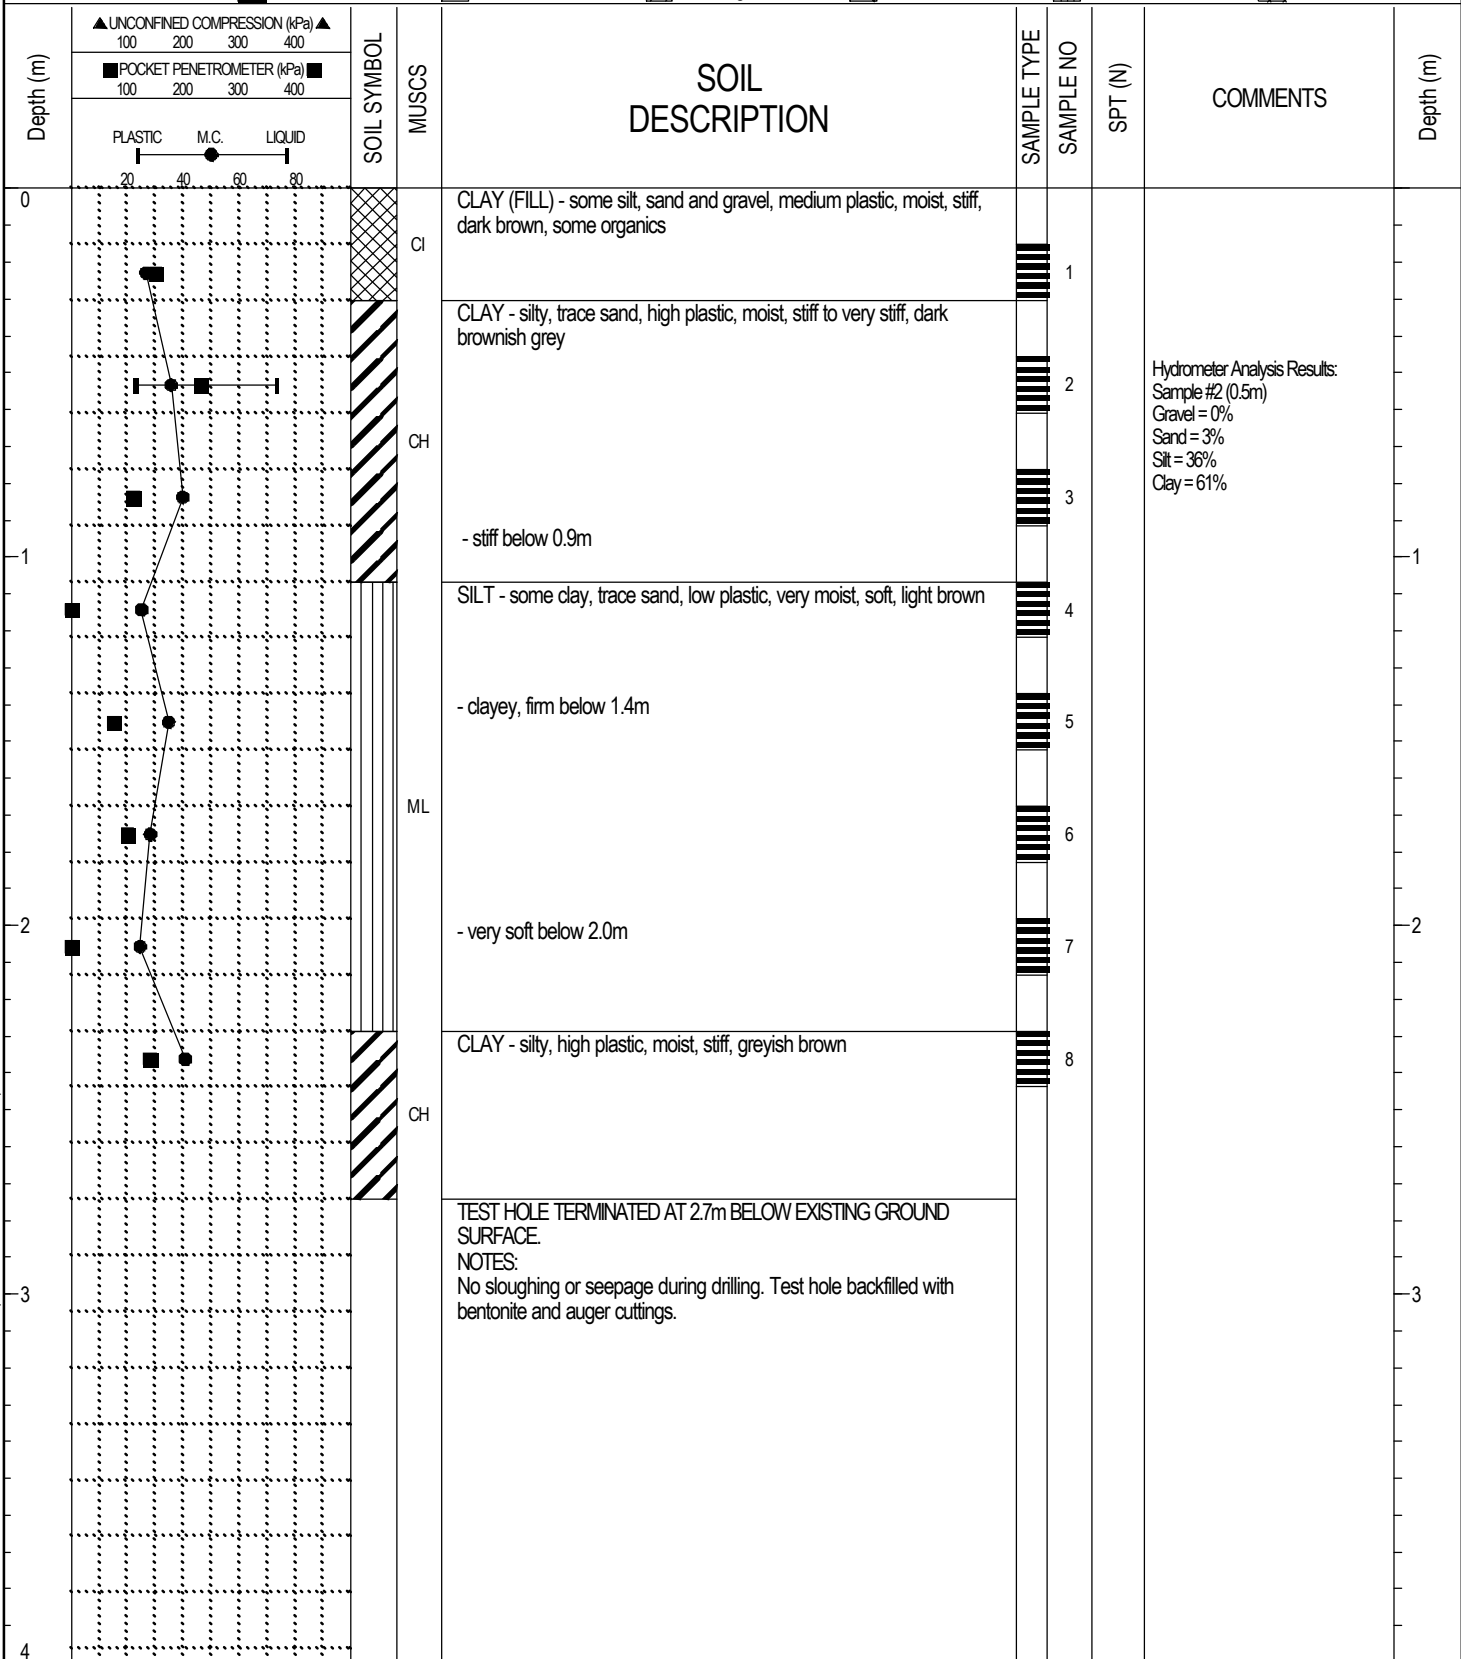 UNCONFINED COMPRESSION (kPa)
100 200 300 400
POCKET PENETROMETER (kPa)
100 200 300 400
PLASTIC M.C. LIQUID
20 40 60 80
Depth (m)
SOIL SYMBOL
MUSCS
SOIL
DESCRIPTION
SAMPLE TYPE
SAMPLE NO
SPT (N)
COMMENTS
Depth (m)
0
CLAY (FILL) - some silt, sand and gravel, medium plastic, moist, stiff,
dark brown, some organics
CI
1
CLAY - silty, trace sand, high plastic, moist, stiff to very stiff, dark
brownish grey
2
Hydrometer Analysis Results:
Sample #2 (0.5m)
Gravel = 0%
Sand = 3%
Silt = 36%
Clay = 61%
CH
3
- stiff below 0.9m
1
1
SILT - some clay, trace sand, low plastic, very moist, soft, light brown
4
- clayey, firm below 1.4m
5
ML
6
2
- very soft below 2.0m
7
2
CLAY - silty, high plastic, moist, stiff, greyish brown
8
CH
TEST HOLE TERMINATED AT 2.7m BELOW EXISTING GROUND
SURFACE.
NOTES:
No sloughing or seepage during drilling. Test hole backfilled with
bentonite and auger cuttings.
3
3
4